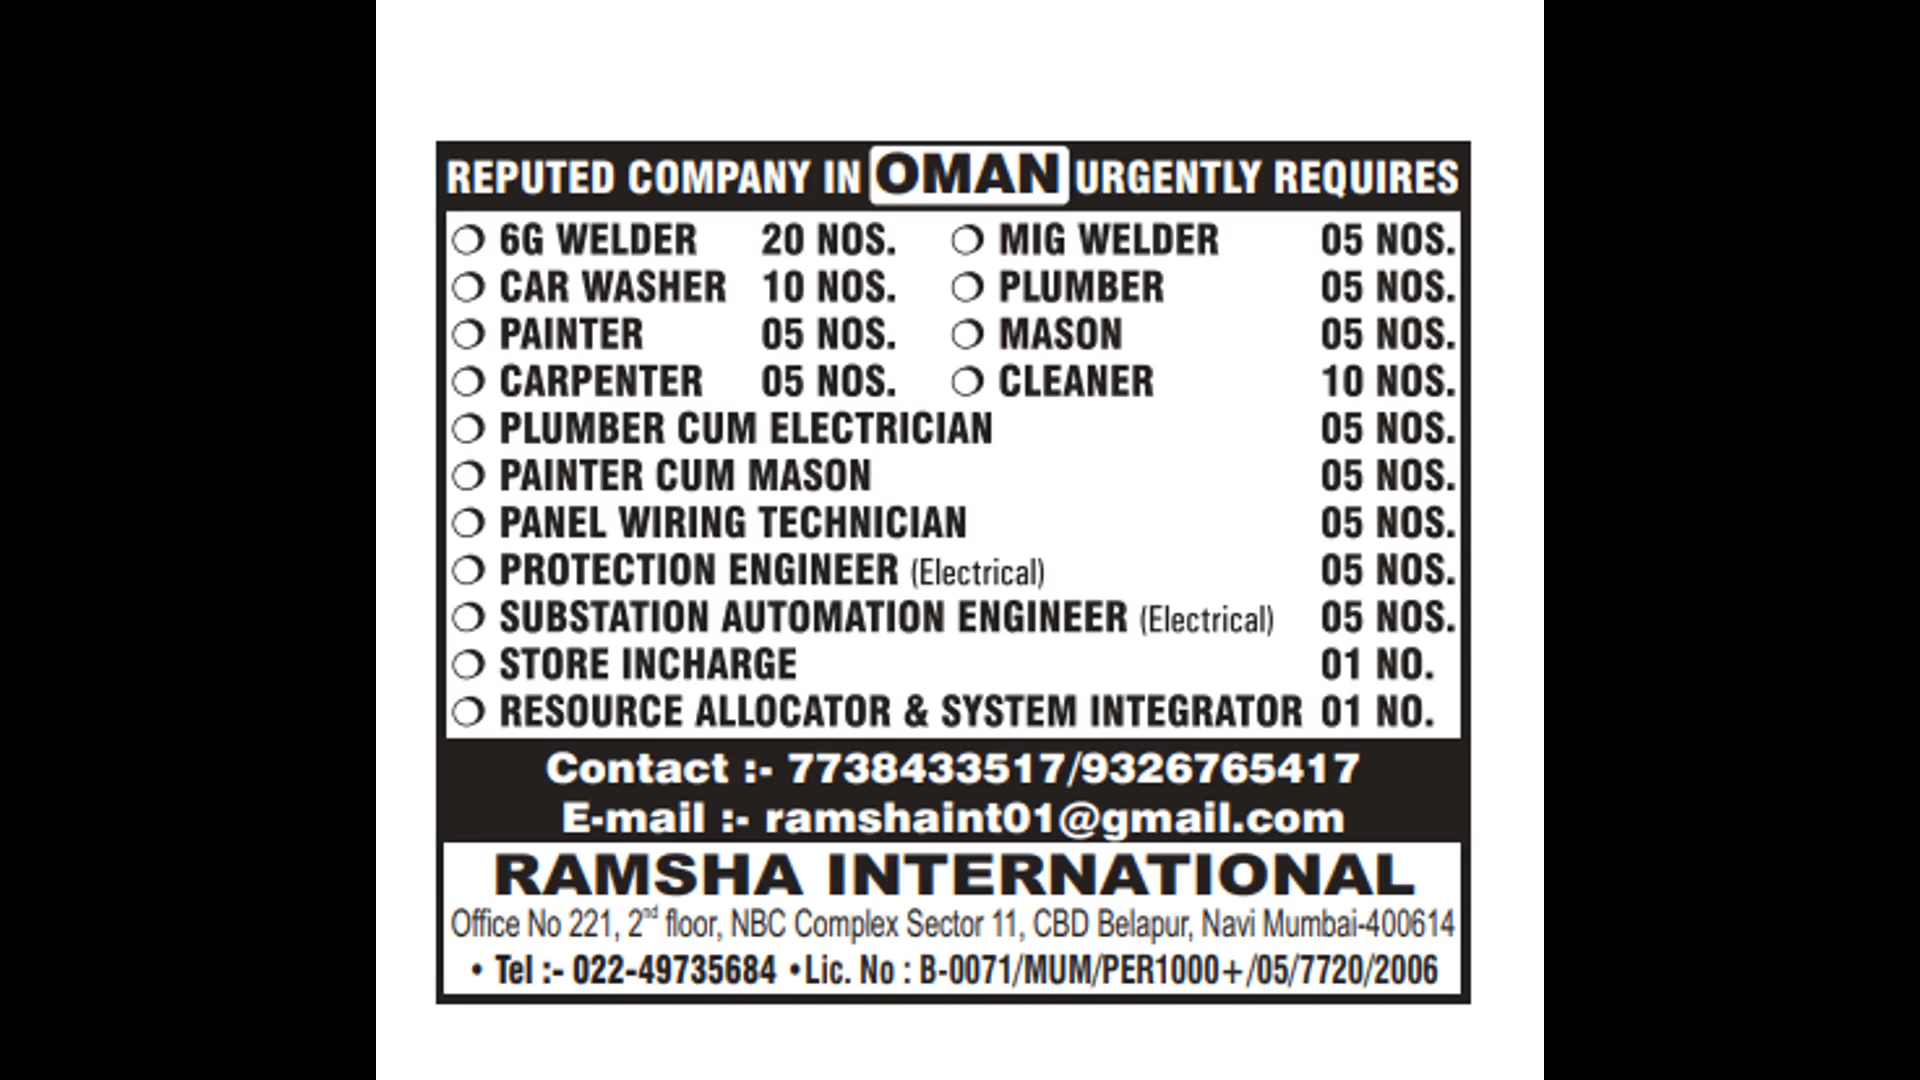 REPUTED COMPANY IN OMAN URGENTLY REQUIRES
6G WELDER 20 NOS. MIG WELDER 05 NOS.
CAR WASHER 10 NOS. PLUMBER 05 NOS.
PAINTER 05 NOS. MASON 05 NOS.
CARPENTER 05 NOS. CLEANER 10 NOS.
PLUMBER CUM ELECTRICIAN 05 NOS.
PAINTER CUM MASON 05 NOS.
PANEL WIRING TECHNICIAN 05 NOS.
PROTECTION ENGINEER (Electrical) 05 NOS.
SUBSTATION AUTOMATION ENGINEER (Electrical) 05 NOS.
STORE INCHARGE 01 NO.
RESOURCE ALLOCATOR & SYSTEM INTEGRATOR 01 NO.
Contact :- 7738433517/9326765417
E-mail :- ramshaint01@gmail.com
RAMSHA INTERNATIONAL
Office No 221, 2nd floor, NBC Complex Sector 11, CBD Belapur, Navi Mumbai-400614
• Tel :- 022-49735684 • Lic. No : B-0071/MUM/PER1000+/05/7720/2006